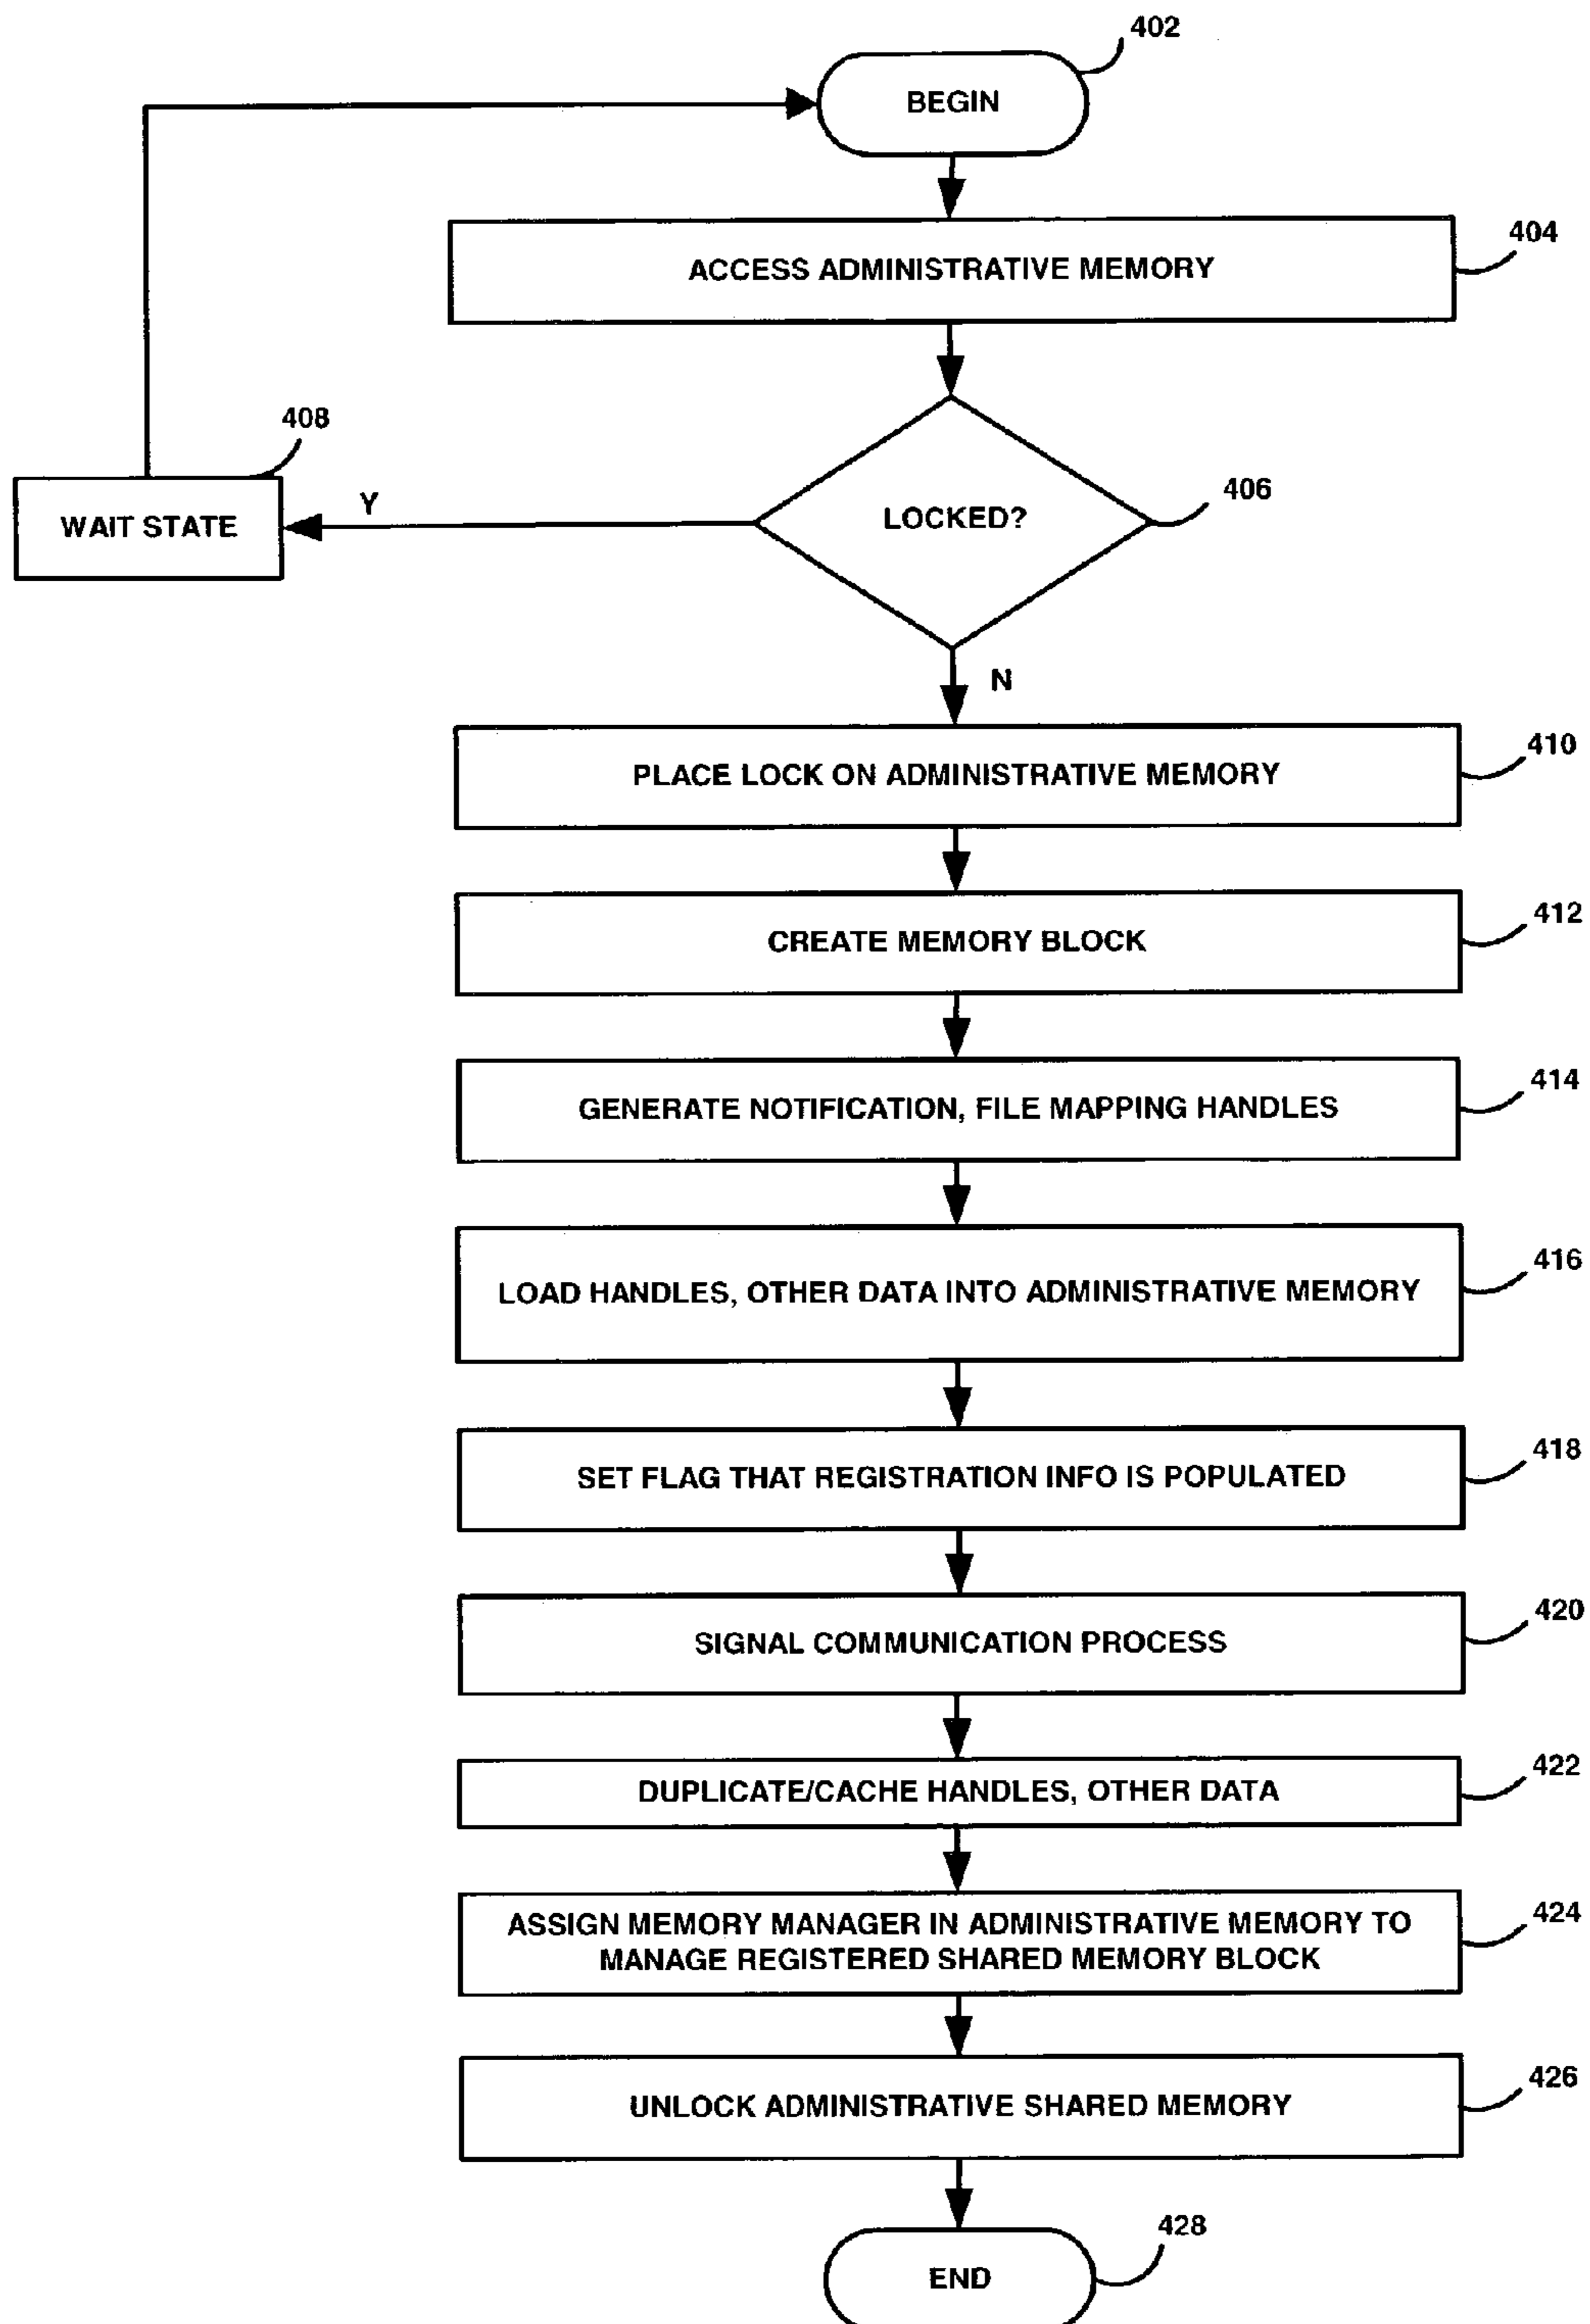 402
BEGIN
404
ACCESS ADMINISTRATIVE MEMORY
408
406
WAIT STATE
Y
LOCKED?
N
410
PLACE LOCK ON ADMINISTRATIVE MEMORY
412
CREATE MEMORY BLOCK
414
GENERATE NOTIFICATION, FILE MAPPING HANDLES
416
LOAD HANDLES, OTHER DATA INTO ADMINISTRATIVE MEMORY
418
SET FLAG THAT REGISTRATION INFO IS POPULATED
420
SIGNAL COMMUNICATION PROCESS
422
DUPLICATE/CACHE HANDLES, OTHER DATA
424
ASSIGN MEMORY MANAGER IN ADMINISTRATIVE MEMORY TO
MANAGE REGISTERED SHARED MEMORY BLOCK
426
UNLOCK ADMINISTRATIVE SHARED MEMORY
428
END